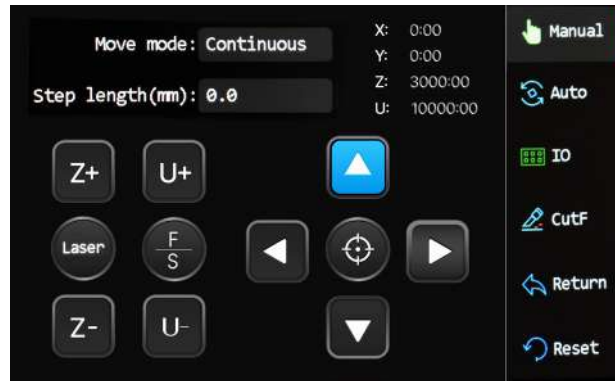 Move mode: Continuous
Step length(mm): 0.0
X: 0:00
Y: 0:00
Z: 3000:00
U: 10000:00
Z+ U+
Laser F/S
Z- U-
Manual
Auto
IO
CutF
Return
Reset